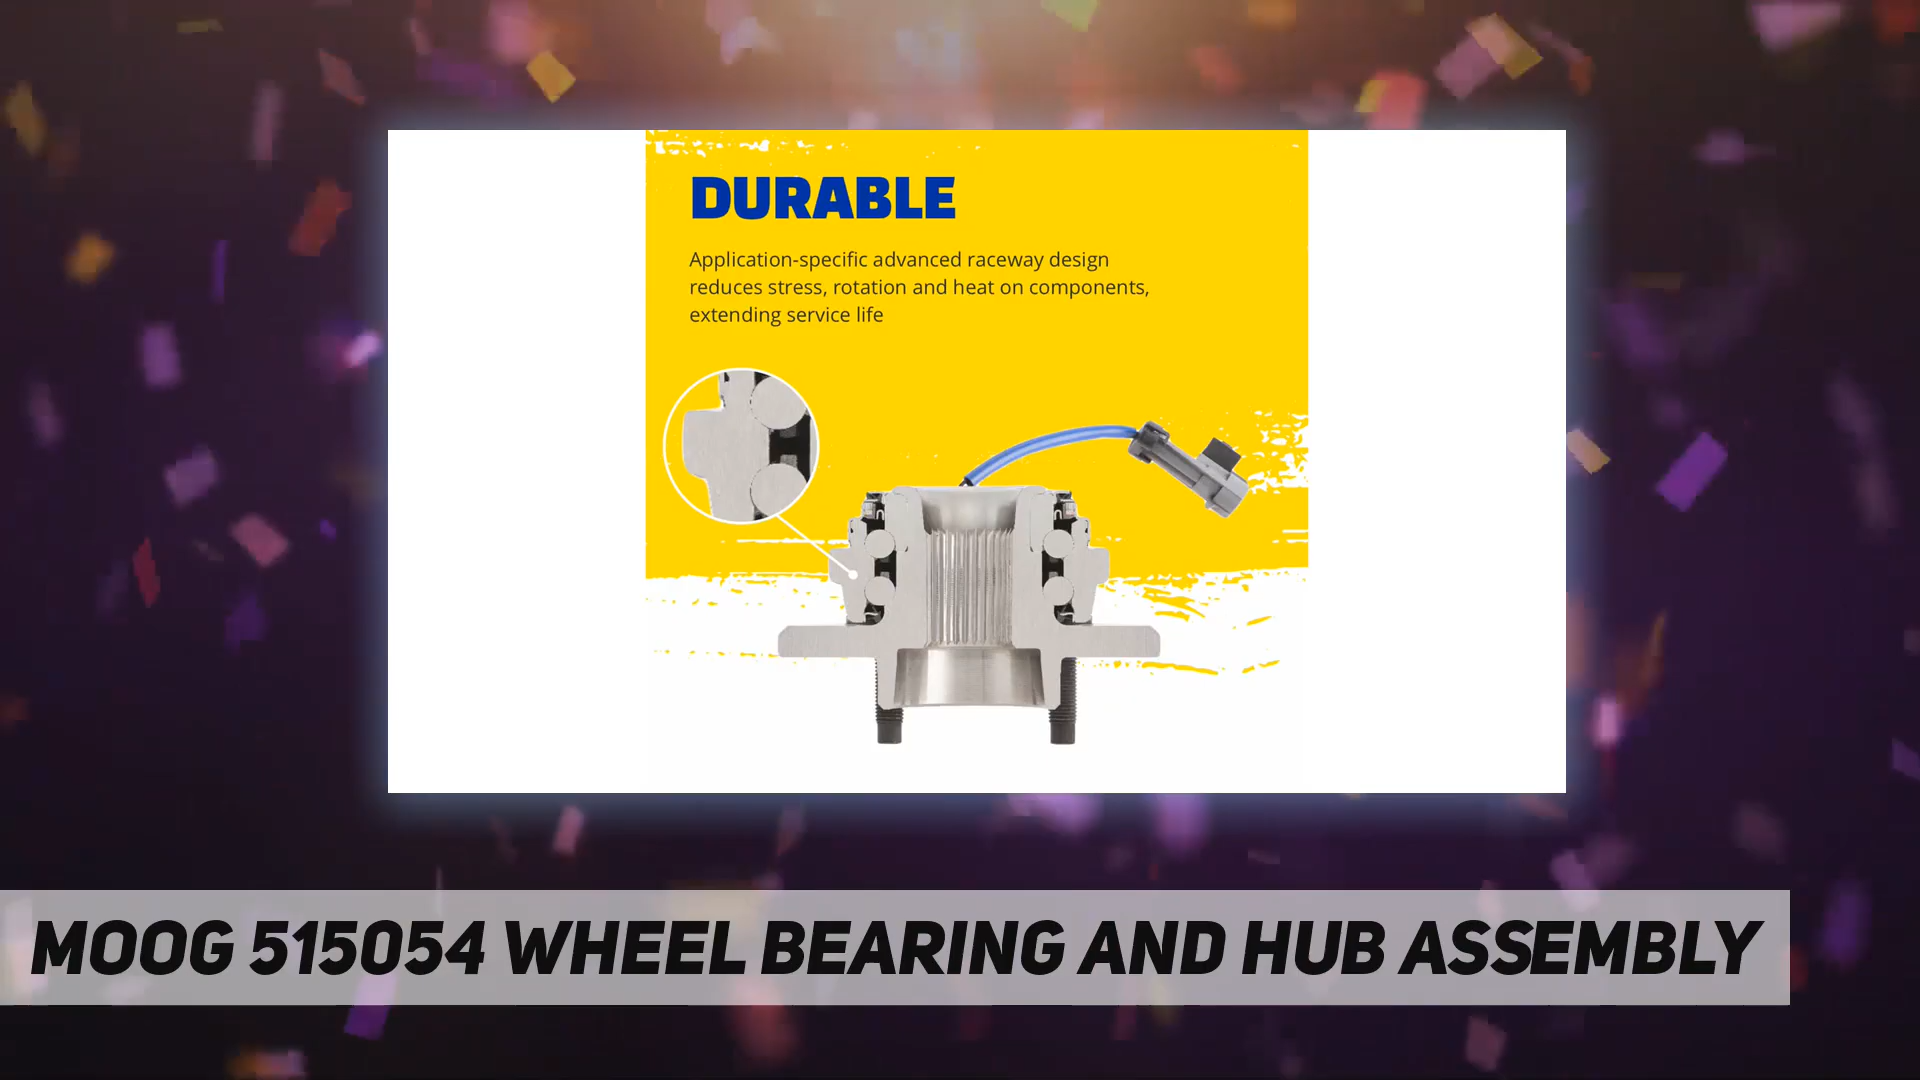 DURABLE
Application-specific advanced raceway design
reduces stress, rotation and heat on components,
extending service life
MOOG 515054 WHEEL BEARING AND HUB ASSEMBLY